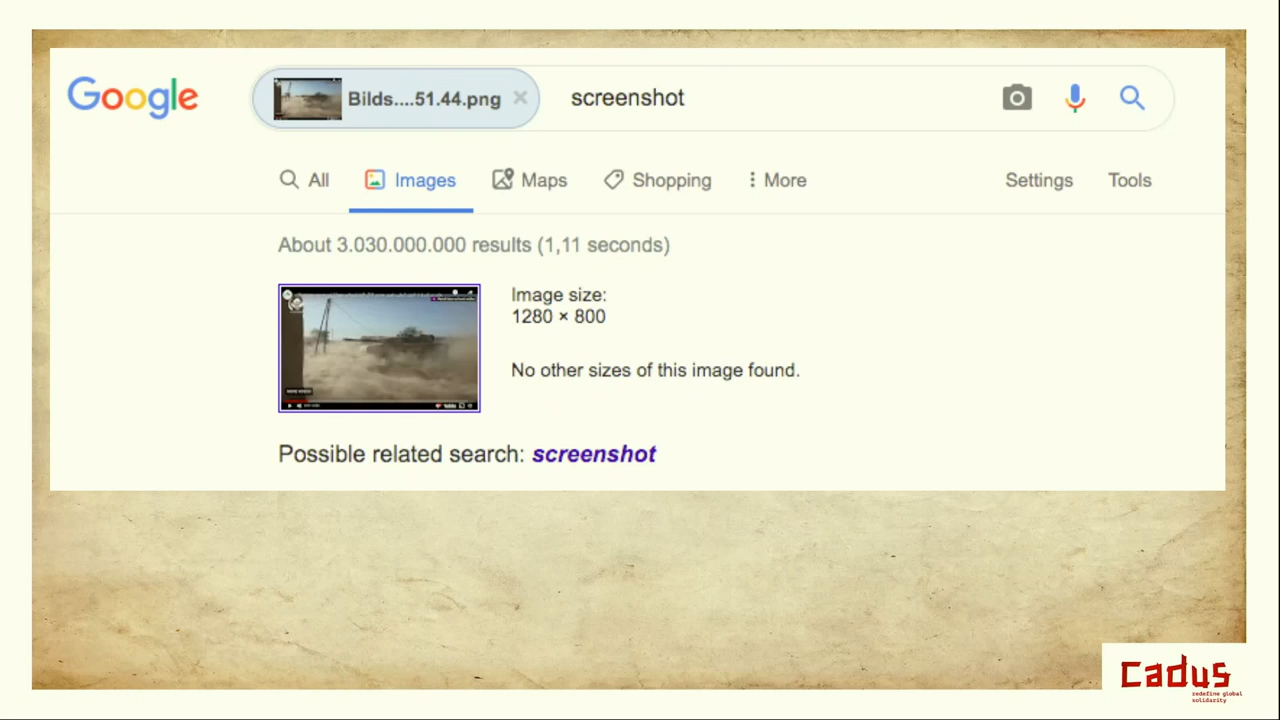 Google
Bilds....51.44.png × screenshot
All Images Maps Shopping More Settings Tools
About 3.030.000.000 results (1,11 seconds)
Image size:
1280 × 800
No other sizes of this image found.
Possible related search: screenshot
cadus
redefine global
solidarity